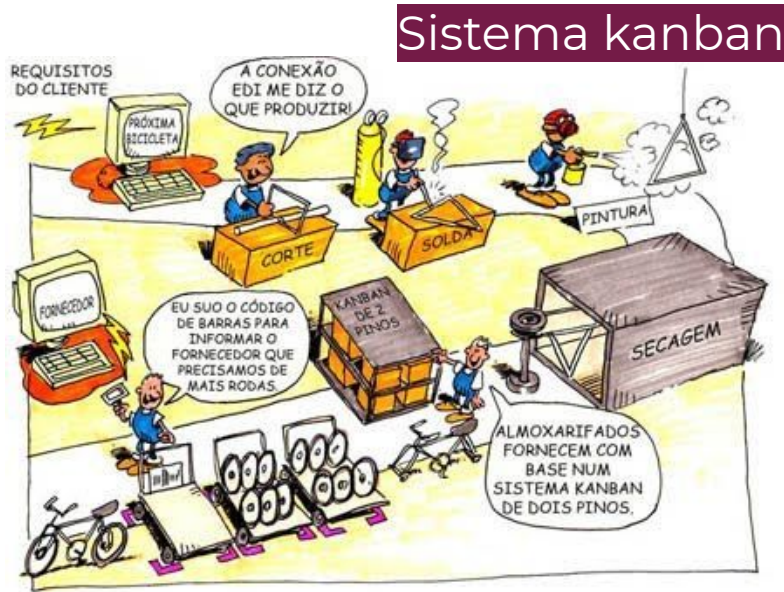 Sistema kanban
REQUISITOS
DO CLIENTE
PRÓXIMA
BICICLETA
A CONEXÃO
EDI ME DIZ O
QUE PRODUZIR!
CORTE
SOLDA
PINTURA
FORNECEDOR
EU SUO O CÓDIGO
DE BARRAS PARA
INFORMAR O
FORNECEDOR QUE
PRECISAMOS DE
MAIS RODAS.
KANBAN
DE 2
PINOS
SECAGEM
ALMOXARIFADOS
FORNECEM COM
BASE NUM
SISTEMA KANBAN
DE DOIS PINOS.